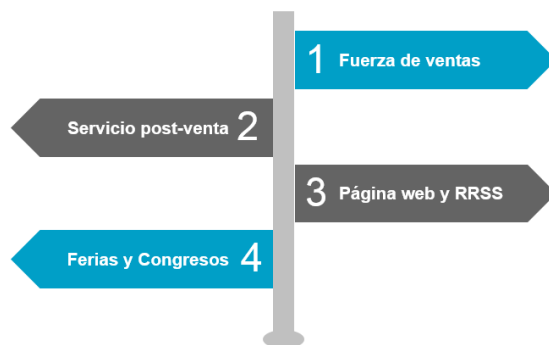 1 Fuerza de ventas
Servicio post-venta 2
3 Página web y RRSS
Ferias y Congresos 4